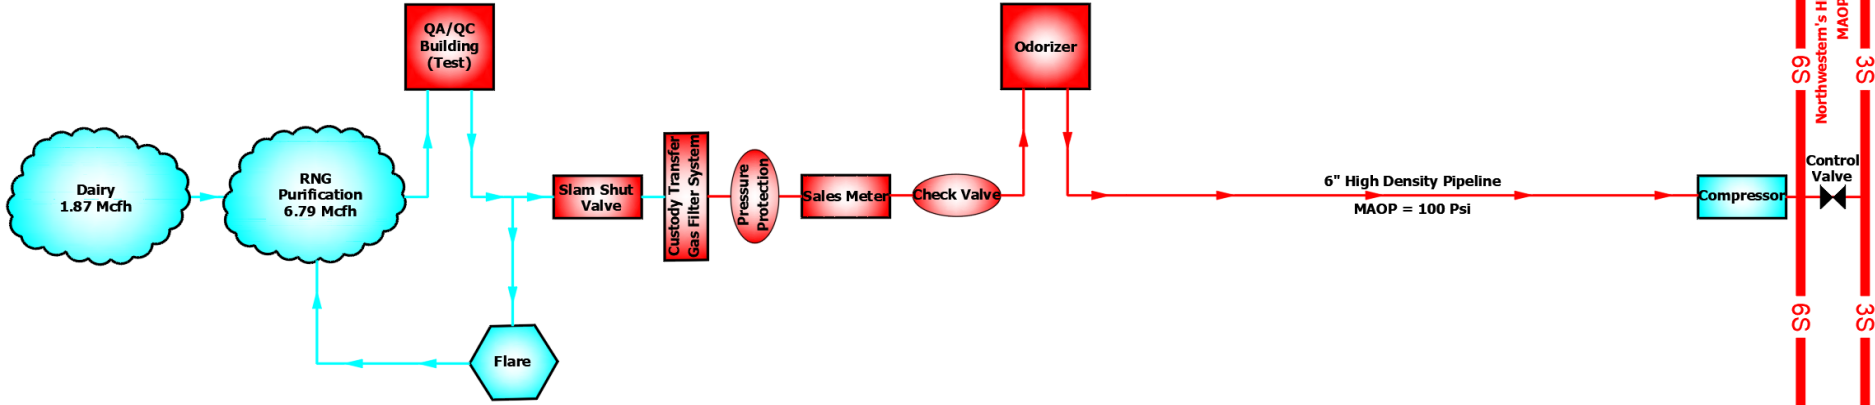 Dairy
1.87 Mcfh
RNG
Purification
6.79 Mcfh
QA/QC
Building
(Test)
Flare
Slam Shut
Valve
Custody Transfer
Gas Filter System
Pressure
Protection
Sales Meter
Check Valve
Odorizer
6" High Density Pipeline
MAOP = 100 Psi
Compressor
6S
6S
Northwestern's H
MAOP
Control
Valve
3S
3S